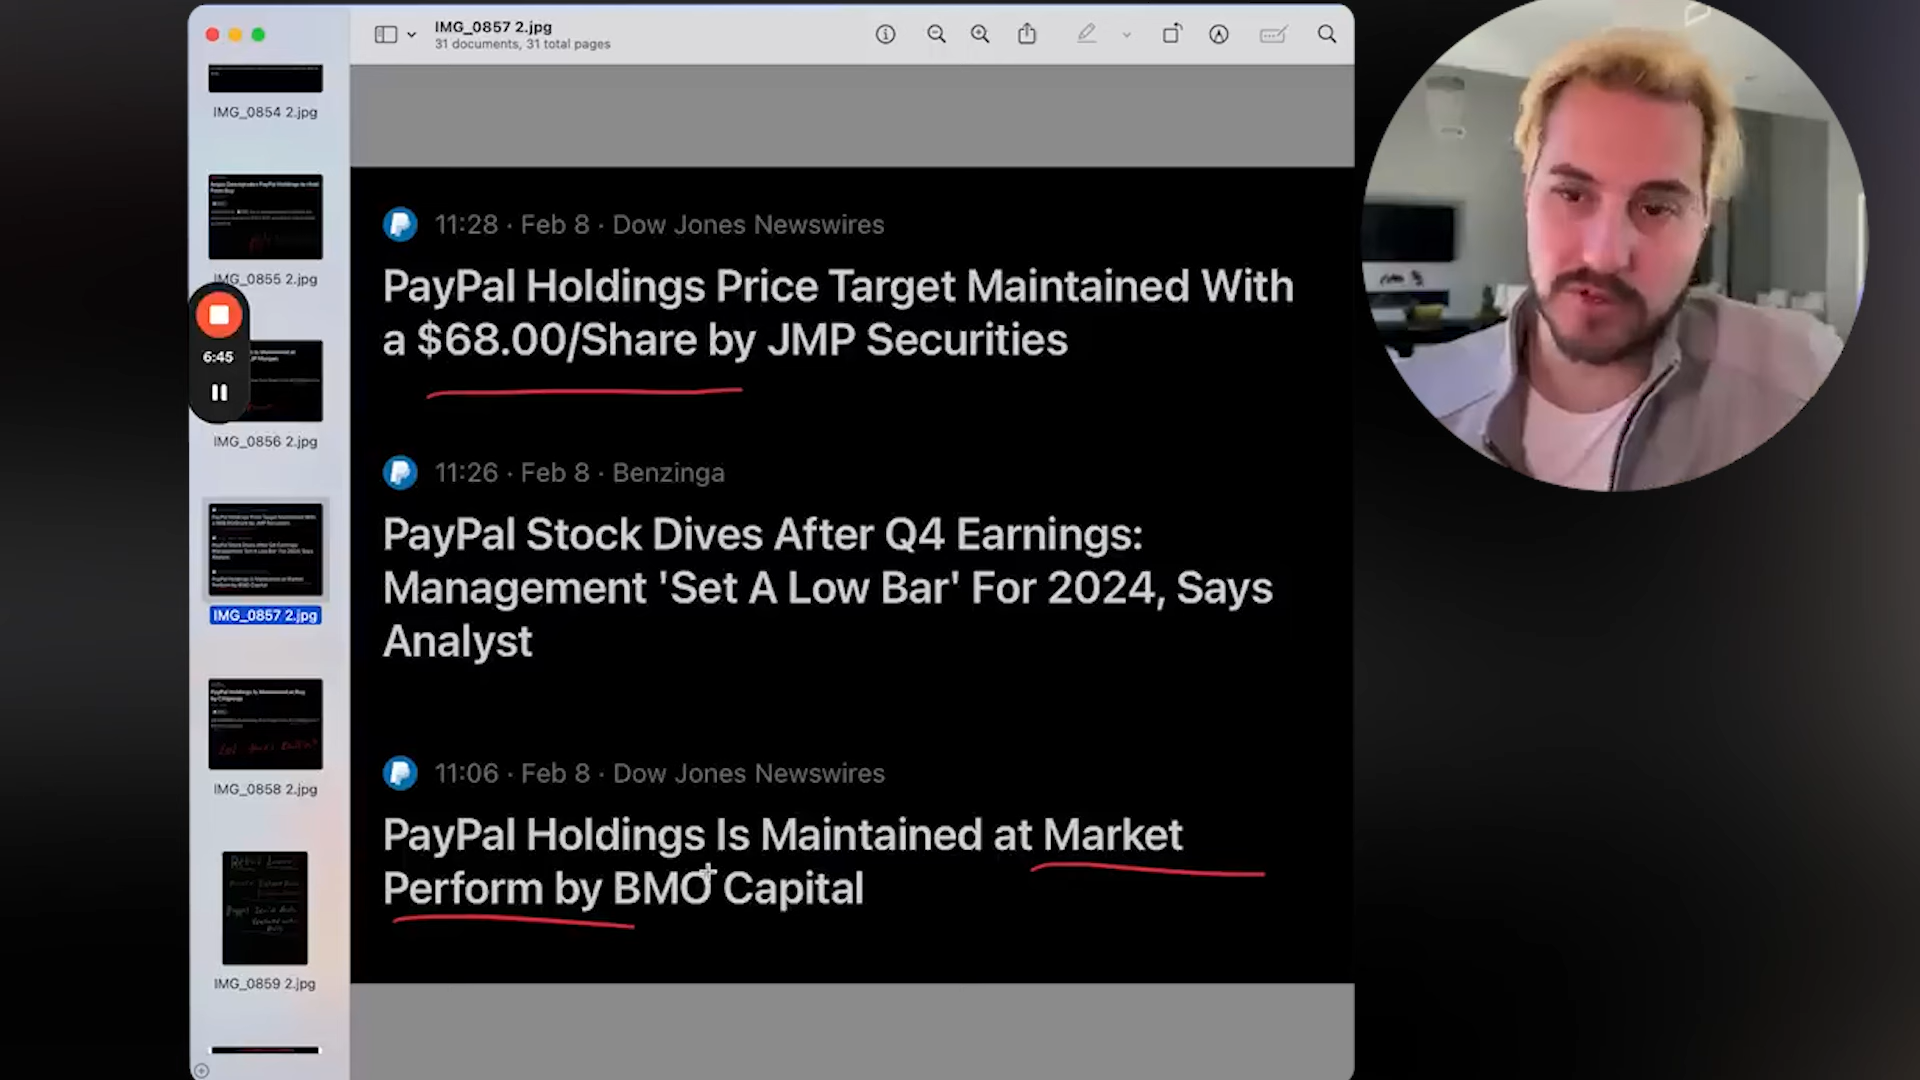 IMG_0857 2.jpg
31 documents, 31 total pages
IMG_0854 2.jpg
IMG_0855 2.jpg
6:45
IMG_0856 2.jpg
IMG_0857 2.jpg
IMG_0858 2.jpg
IMG_0859 2.jpg
11:28 · Feb 8 · Dow Jones Newswires
PayPal Holdings Price Target Maintained With
a $68.00/Share by JMP Securities
11:26 · Feb 8 · Benzinga
PayPal Stock Dives After Q4 Earnings:
Management 'Set A Low Bar' For 2024, Says
Analyst
11:06 · Feb 8 · Dow Jones Newswires
PayPal Holdings Is Maintained at Market
Perform by BMO Capital